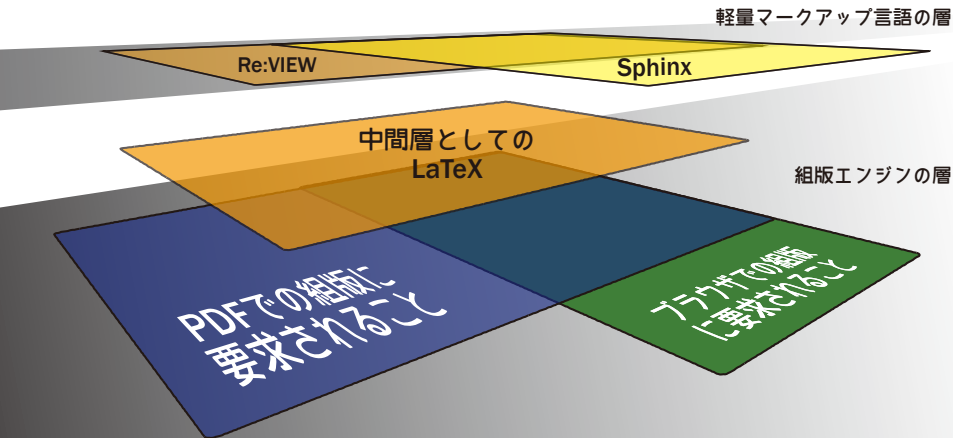 軽量マークアップ言語の層
Re:VIEW
Sphinx
中間層としての
LaTeX
組版エンジンの層
PDFでの組版に
要求されること
ブラウザでの組版
に要求されること